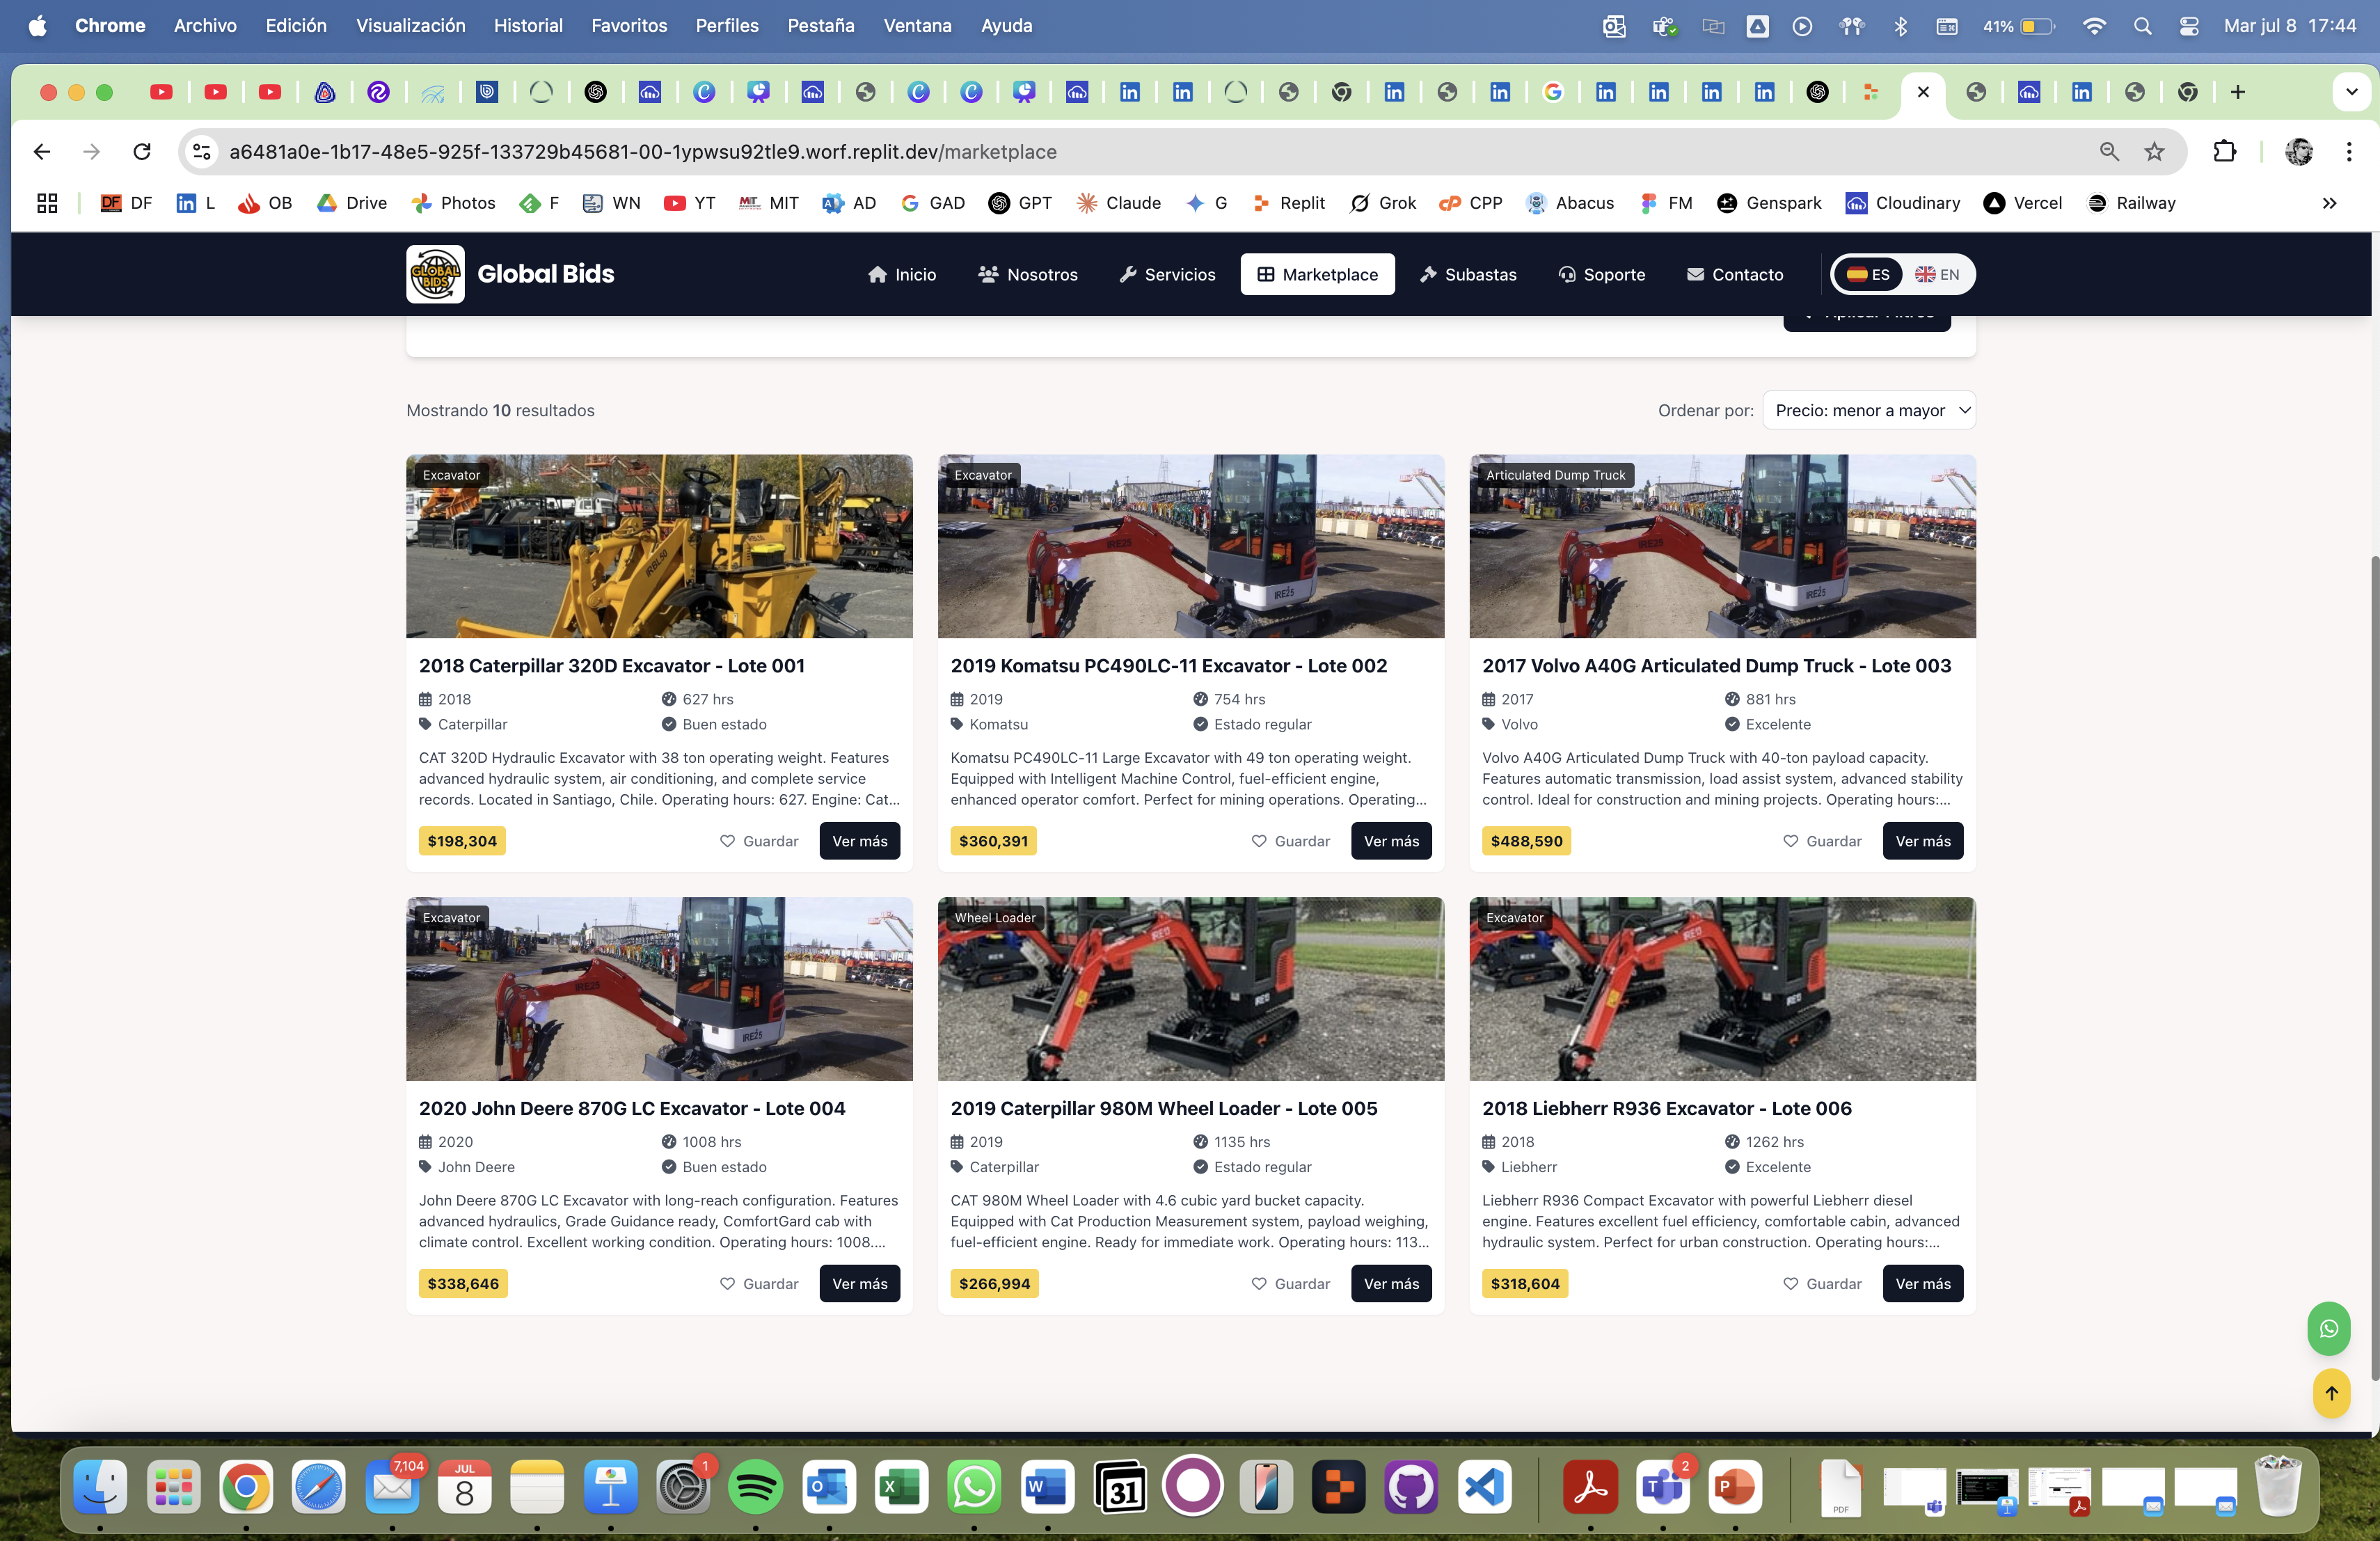 Chrome Archivo Edición Visualización Historial Favoritos Perfiles Pestaña Ventana Ayuda 41% Mar jul 8 17:44
a6481a0e-1b17-48e5-925f-133729b45681-00-1ypwsu92tle9.worf.replit.dev/marketplace
DF L OB Drive Photos F WN YT MIT AD GAD GPT Claude G Replit Grok CPP Abacus FM Genspark Cloudinary Vercel Railway
GLOBAL BIDS
Global Bids Inicio Nosotros Servicios Marketplace Subastas Soporte Contacto ES EN
Mostrando 10 resultados Ordenar por: Precio: menor a mayor
Excavator
IRBL50
2018 Caterpillar 320D Excavator - Lote 001
2018 627 hrs
Caterpillar Buen estado
CAT 320D Hydraulic Excavator with 38 ton operating weight. Features
advanced hydraulic system, air conditioning, and complete service
records. Located in Santiago, Chile. Operating hours: 627. Engine: Cat...
$198,304 Guardar Ver más
Excavator
IRE25
IRE25
2019 Komatsu PC490LC-11 Excavator - Lote 002
2019 754 hrs
Komatsu Estado regular
Komatsu PC490LC-11 Large Excavator with 49 ton operating weight.
Equipped with Intelligent Machine Control, fuel-efficient engine,
enhanced operator comfort. Perfect for mining operations. Operating...
$360,391 Guardar Ver más
Articulated Dump Truck
IRE25
IRE25
2017 Volvo A40G Articulated Dump Truck - Lote 003
2017 881 hrs
Volvo Excelente
Volvo A40G Articulated Dump Truck with 40-ton payload capacity.
Features automatic transmission, load assist system, advanced stability
control. Ideal for construction and mining projects. Operating hours:...
$488,590 Guardar Ver más
Excavator
IRE25
IRE25
2020 John Deere 870G LC Excavator - Lote 004
2020 1008 hrs
John Deere Buen estado
John Deere 870G LC Excavator with long-reach configuration. Features
advanced hydraulics, Grade Guidance ready, ComfortGard cab with
climate control. Excellent working condition. Operating hours: 1008....
$338,646 Guardar Ver más
Wheel Loader
2019 Caterpillar 980M Wheel Loader - Lote 005
2019 1135 hrs
Caterpillar Estado regular
CAT 980M Wheel Loader with 4.6 cubic yard bucket capacity.
Equipped with Cat Production Measurement system, payload weighing,
fuel-efficient engine. Ready for immediate work. Operating hours: 113...
$266,994 Guardar Ver más
Excavator
2018 Liebherr R936 Excavator - Lote 006
2018 1262 hrs
Liebherr Excelente
Liebherr R936 Compact Excavator with powerful Liebherr diesel
engine. Features excellent fuel efficiency, comfortable cabin, advanced
hydraulic system. Perfect for urban construction. Operating hours:...
$318,604 Guardar Ver más
7,104 JUL 8 1 31 2 PDF